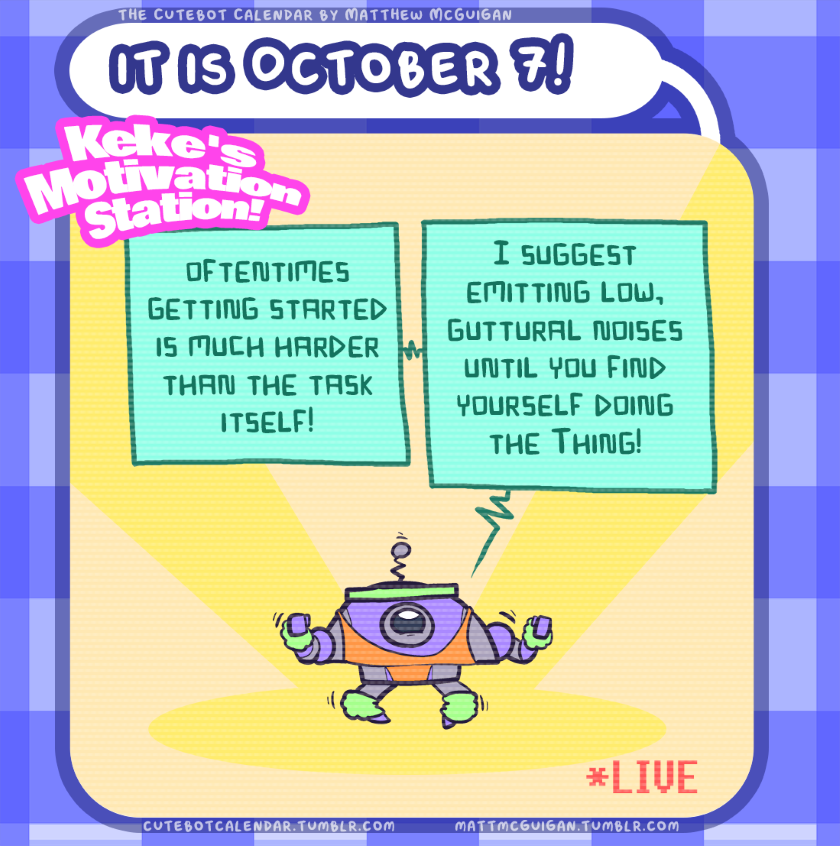 The Cutebot Calendar by Matthew McGuigan
It is October 7!
Keke's
Motivation
Station!
Oftentimes
getting started
is much harder
than the task
itself!
I suggest
emitting low,
guttural noises
until you find
yourself doing
the Thing!
*LIVE
cutebotcalendar.tumblr.com
mattmcguigan.tumblr.com